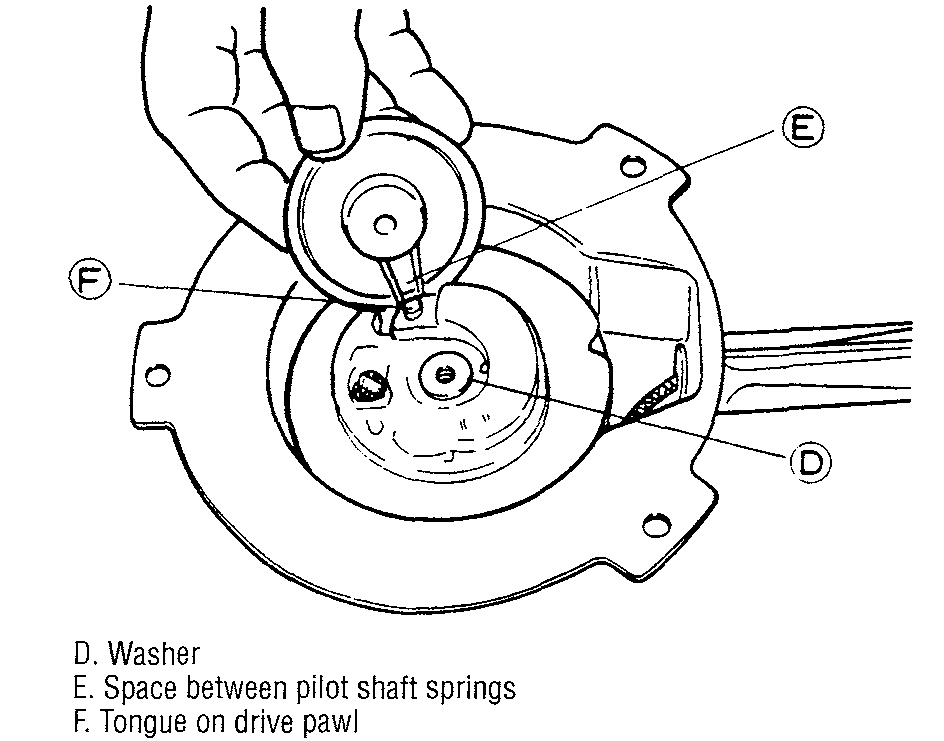 E
F
D
D. Washer
E. Space between pilot shaft springs
F. Tongue on drive pawl